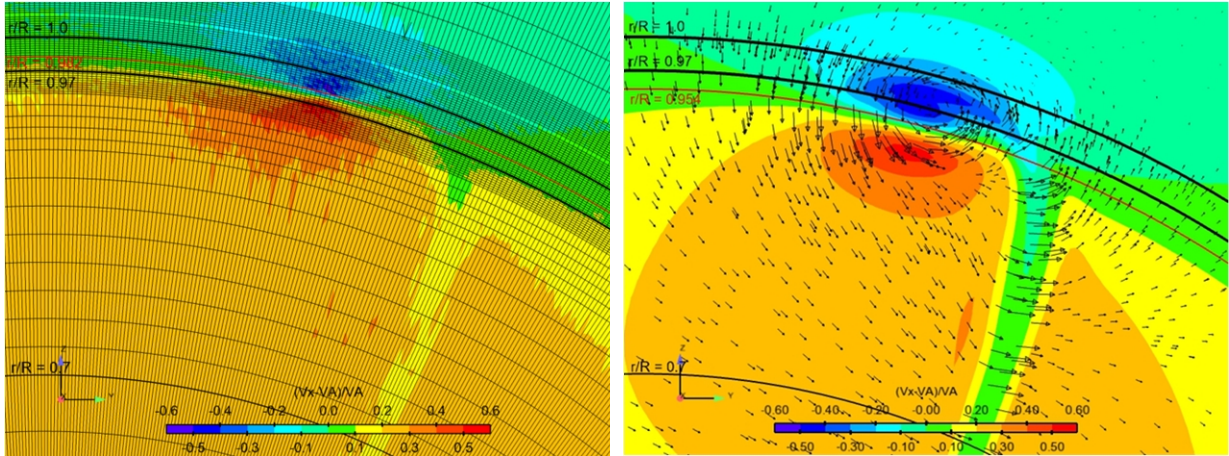 r/R = 1.0
r/R = 0.982
r/R = 0.97
r/R = 0.7
Z
Y
(Vx-VA)/VA
-0.6 -0.4 -0.2 -0.0 0.2 0.4 0.6
-0.5 -0.3 -0.1 0.1 0.3 0.5
r/R = 1.0
r/R = 0.97
r/R = 0.954
r/R = 0.7
Z
Y
(Vx-VA)/VA
-0.60 -0.40 -0.20 -0.00 0.20 0.40 0.60
-0.50 -0.30 -0.10 0.10 0.30 0.50